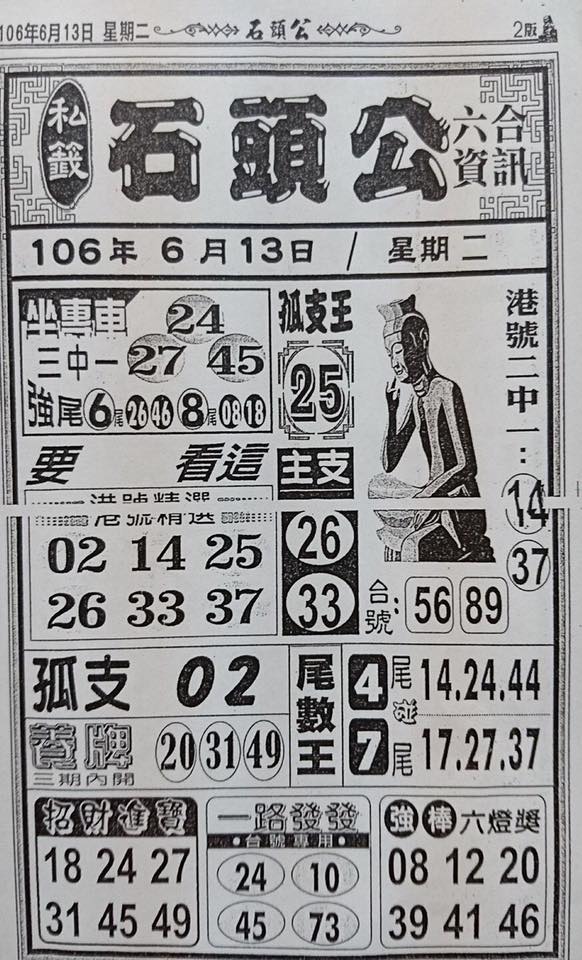 106年6月13日 星期二 石頭公 2版
私籤 石頭公 六合資訊
106年 6月13日 / 星期二
坐專車 24
三中一 27 45
強尾 6尾 26 46 8尾 08 18
孤支王
25
港號二中一:
14
37
要 看這
港號精選
02 14 25
26 33 37
主支
26
33
台號: 56 89
孤支 02
養牌 20 31 49
三期內開
尾數王
4尾 14.24.44
碰
7尾 17.27.37
招財進寶
18 24 27
31 45 49
一路發發
台號專用
24 10
45 73
強棒六燈獎
08 12 20
39 41 46